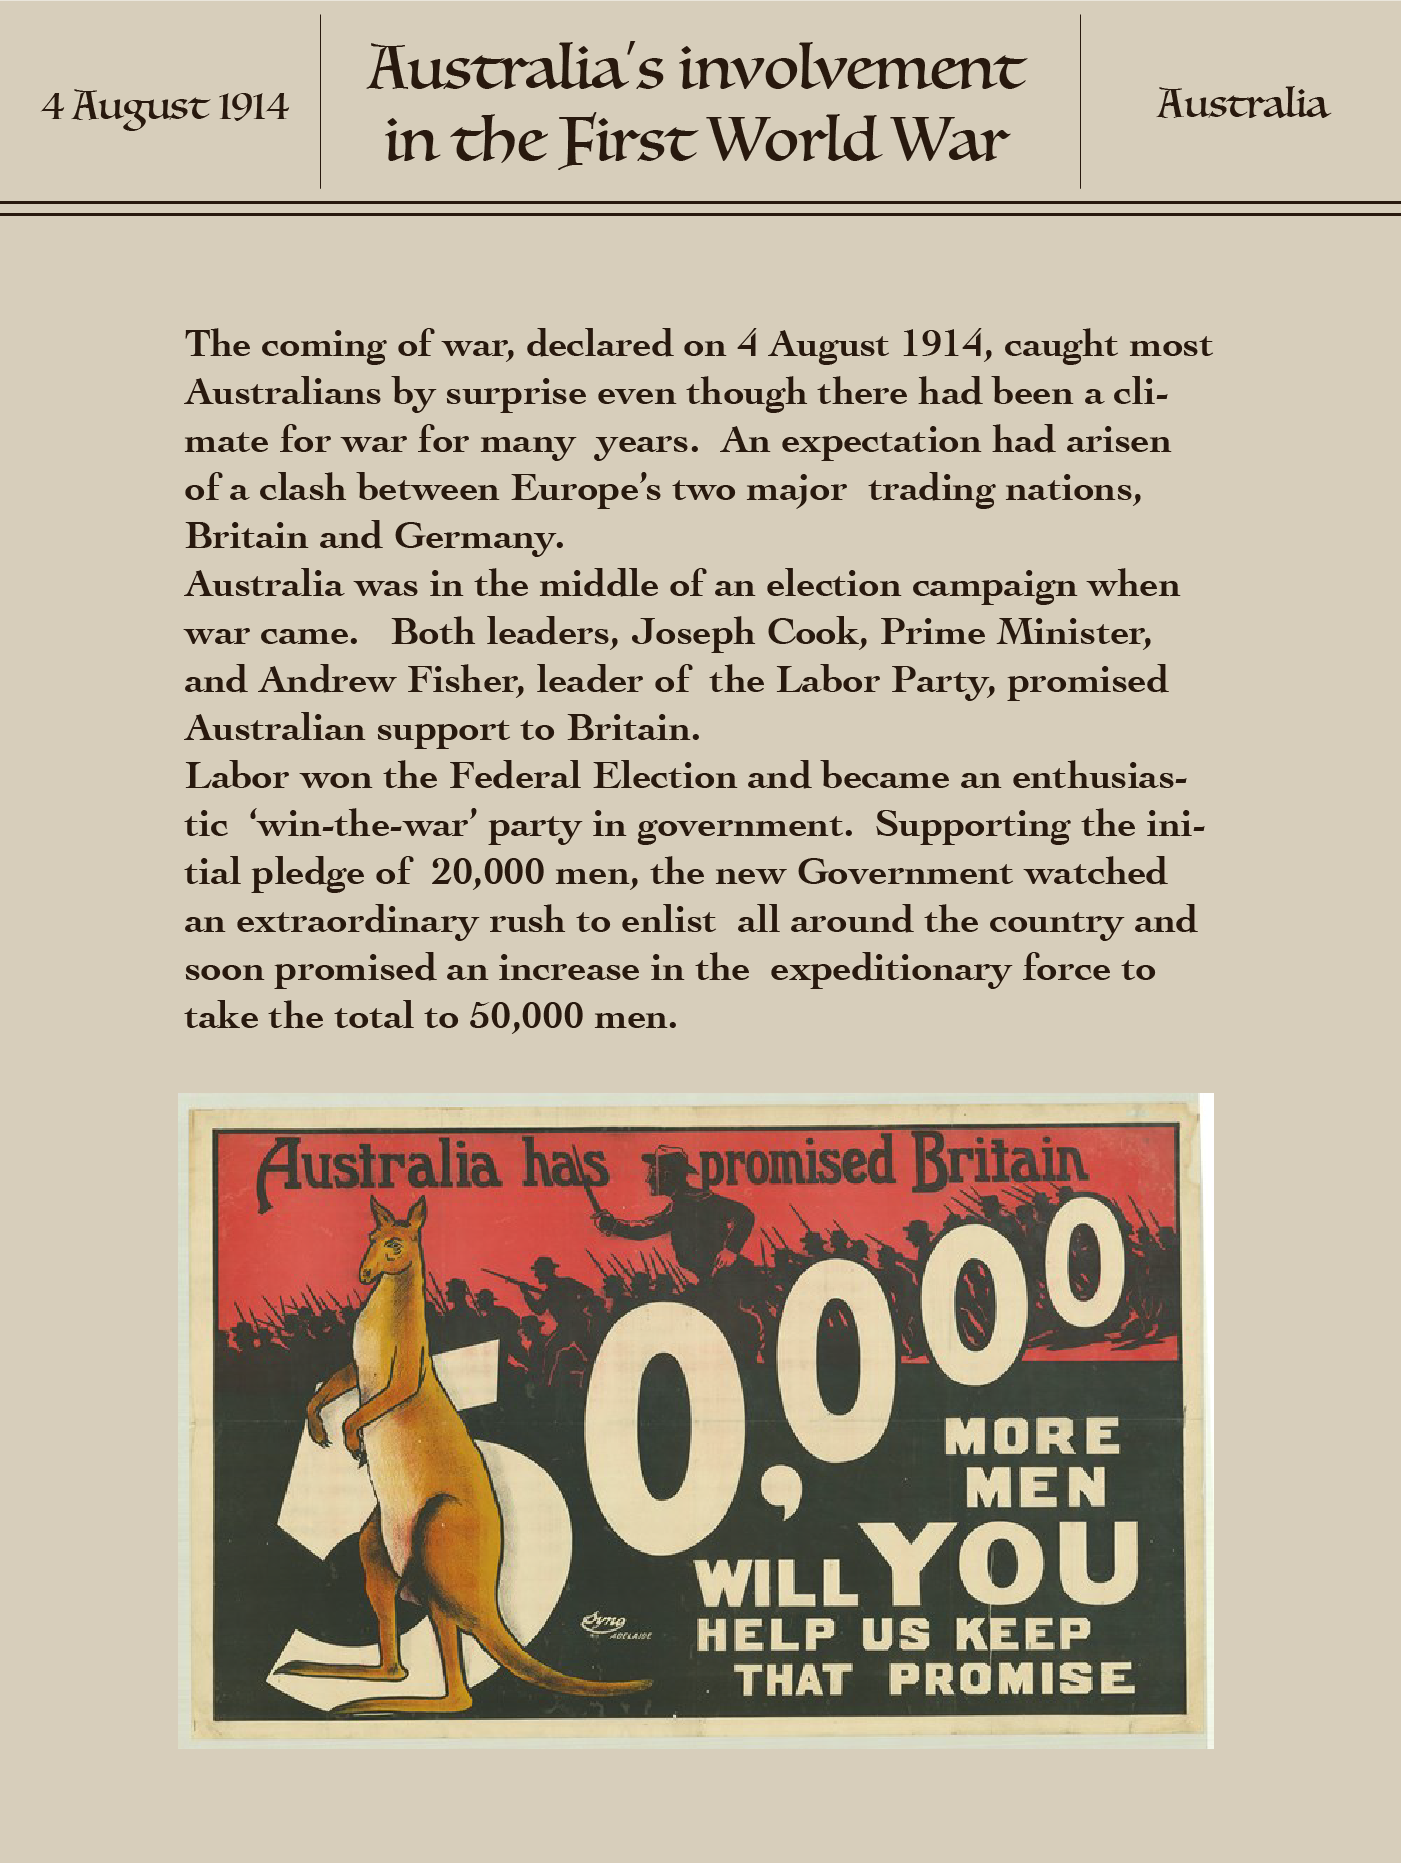 4 August 1914
Australia's involvement
in the First World War
Australia
The coming of war, declared on 4 August 1914, caught most
Australians by surprise even though there had been a cli-
mate for war for many years. An expectation had arisen
of a clash between Europe’s two major trading nations,
Britain and Germany.
Australia was in the middle of an election campaign when
war came. Both leaders, Joseph Cook, Prime Minister,
and Andrew Fisher, leader of the Labor Party, promised
Australian support to Britain.
Labor won the Federal Election and became an enthusias-
tic ‘win-the-war’ party in government. Supporting the ini-
tial pledge of 20,000 men, the new Government watched
an extraordinary rush to enlist all around the country and
soon promised an increase in the expeditionary force to
take the total to 50,000 men.
Australia has promised Britain
50,000
MORE
MEN
WILL YOU
HELP US KEEP
THAT PROMISE
Syng
ADELAIDE